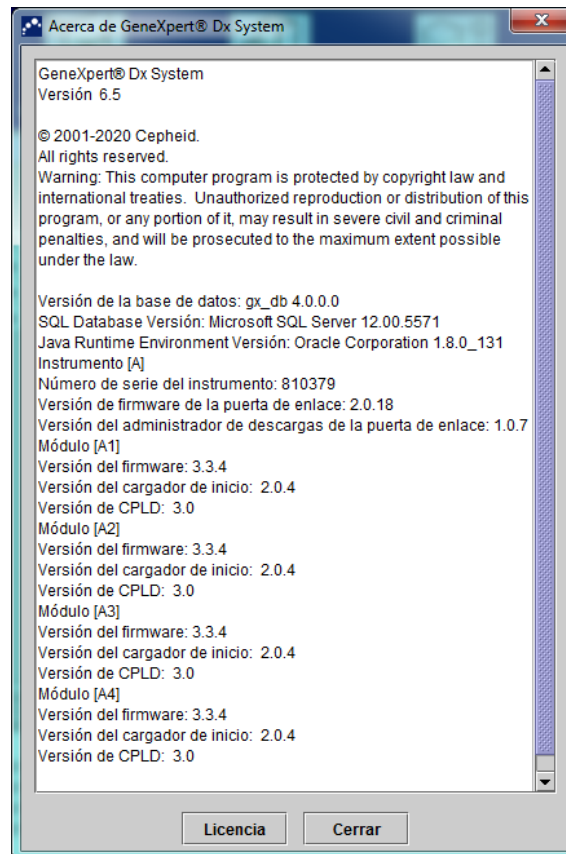 Acerca de GeneXpert® Dx System
GeneXpert® Dx System
Versión 6.5
© 2001-2020 Cepheid.
All rights reserved.
Warning: This computer program is protected by copyright law and
international treaties. Unauthorized reproduction or distribution of this
program, or any portion of it, may result in severe civil and criminal
penalties, and will be prosecuted to the maximum extent possible
under the law.
Versión de la base de datos: gx_db 4.0.0.0
SQL Database Versión: Microsoft SQL Server 12.00.5571
Java Runtime Environment Versión: Oracle Corporation 1.8.0_131
Instrumento [A]
Número de serie del instrumento: 810379
Versión de firmware de la puerta de enlace: 2.0.18
Versión del administrador de descargas de la puerta de enlace: 1.0.7
Módulo [A1]
Versión del firmware: 3.3.4
Versión del cargador de inicio: 2.0.4
Versión de CPLD: 3.0
Módulo [A2]
Versión del firmware: 3.3.4
Versión del cargador de inicio: 2.0.4
Versión de CPLD: 3.0
Módulo [A3]
Versión del firmware: 3.3.4
Versión del cargador de inicio: 2.0.4
Versión de CPLD: 3.0
Módulo [A4]
Versión del firmware: 3.3.4
Versión del cargador de inicio: 2.0.4
Versión de CPLD: 3.0
Licencia Cerrar